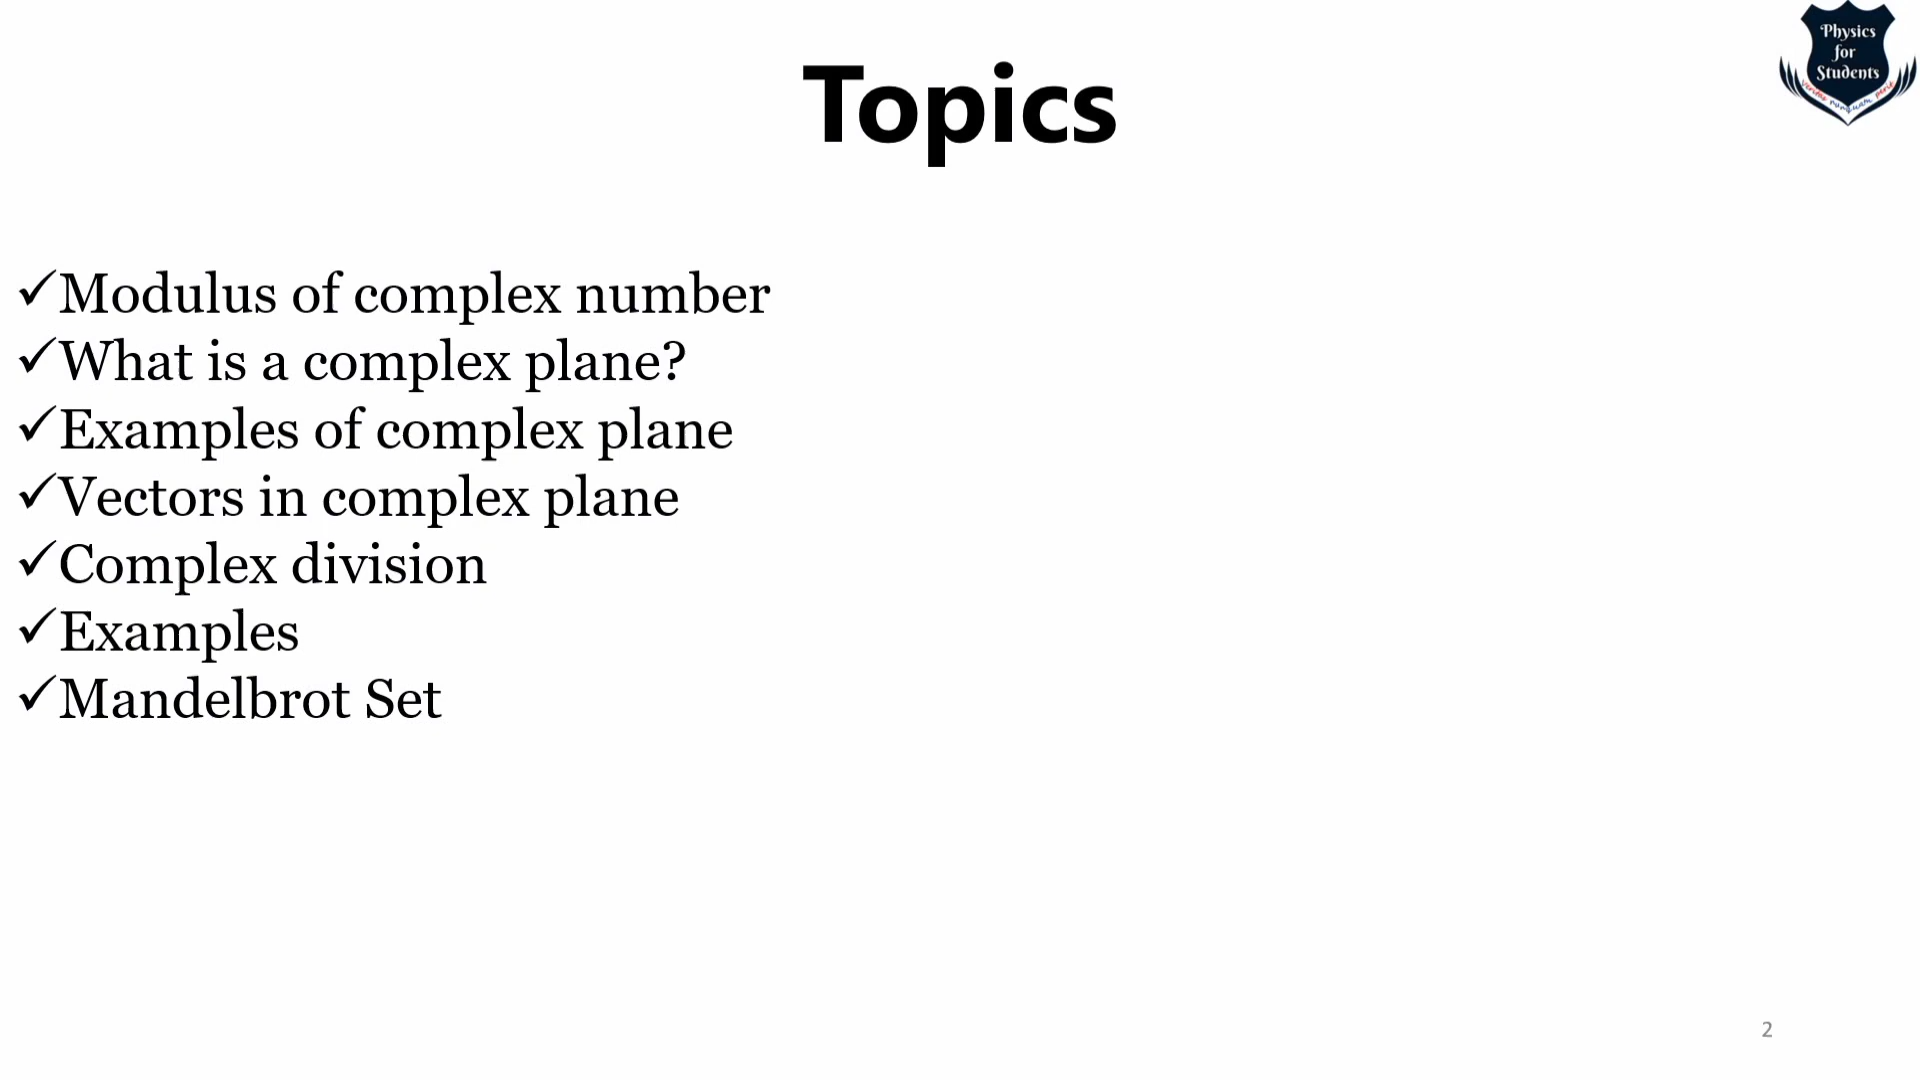 Physics
for
Students
Topics
✓Modulus of complex number
✓What is a complex plane?
✓Examples of complex plane
✓Vectors in complex plane
✓Complex division
✓Examples
✓Mandelbrot Set
2